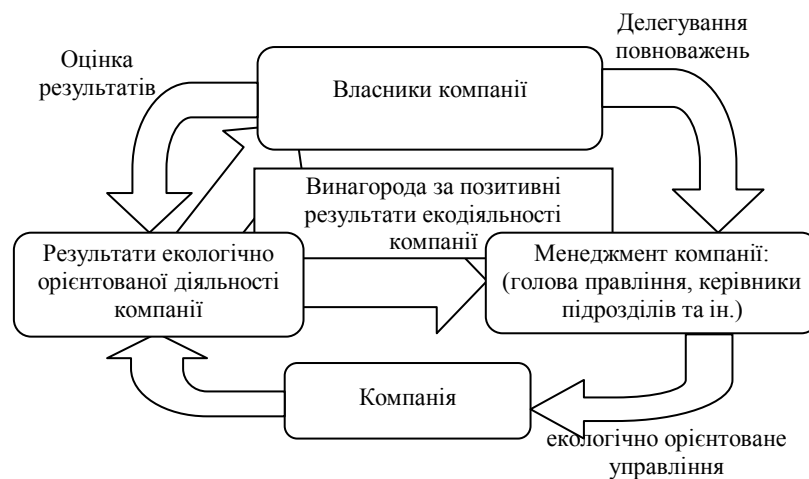 Делегування
повноважень
Оцінка
результатів
Власники компанії
Винагорода за позитивні
результати екодіяльності
компанії
Результати екологічно
орієнтованої діяльності
компанії
Менеджмент компанії:
(голова правління, керівники
підрозділів та ін.)
Компанія
екологічно орієнтоване
управління